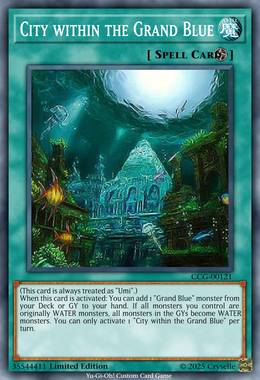 City within the Grand Blue
[ Spell Card ]
CCG-00121
(This card is always treated as "Umi".)
When this card is activated: You can add 1 "Grand Blue" monster from
your Deck or GY to your hand. If all monsters you control are
originally WATER monsters, all monsters in the GYs become WATER
monsters. You can only activate 1 "City within the Grand Blue" per
turn.
35544411 Limited Edition © 2025 Cryselle
Yu-Gi-Oh! Custom Card Game